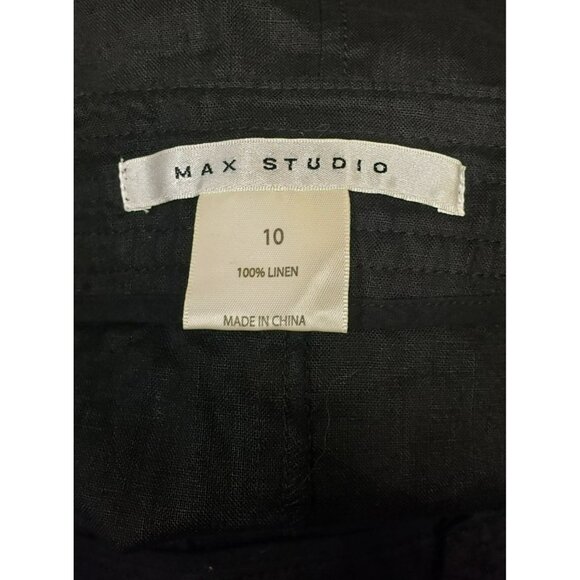 MAX STUDIO
10
100% LINEN
MADE IN CHINA